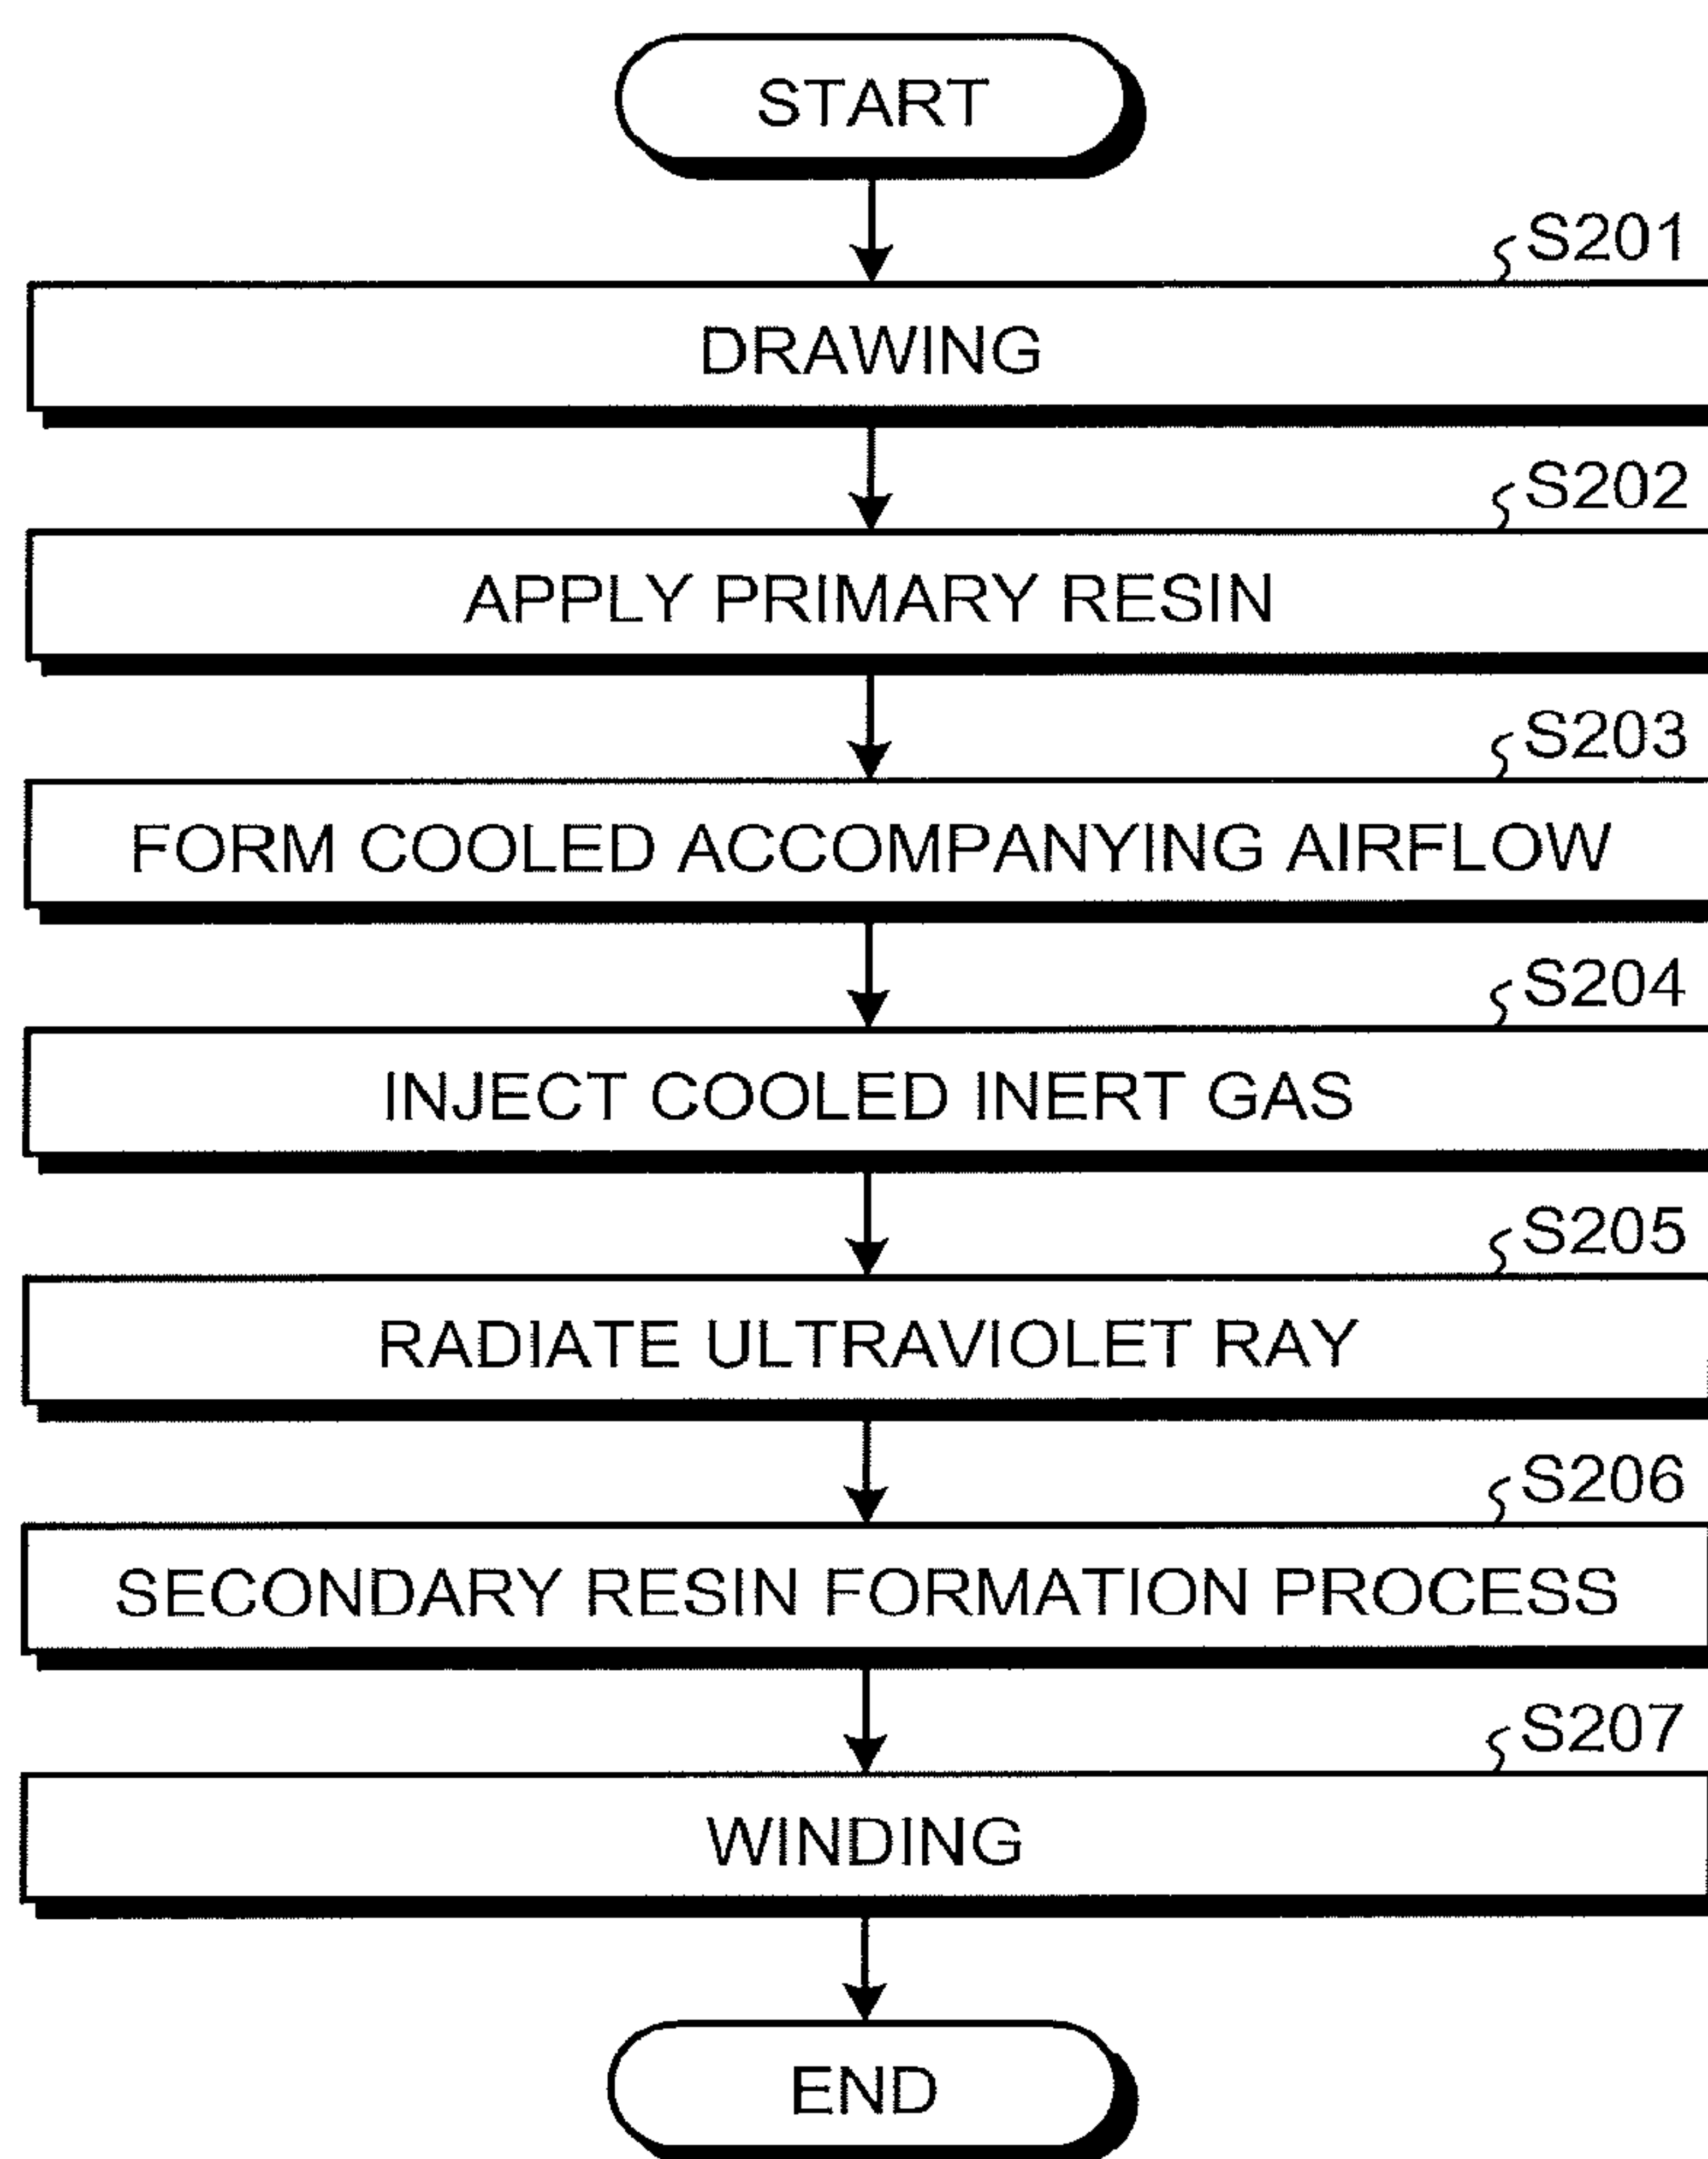 START
S201
DRAWING
S202
APPLY PRIMARY RESIN
S203
FORM COOLED ACCOMPANYING AIRFLOW
S204
INJECT COOLED INERT GAS
S205
RADIATE ULTRAVIOLET RAY
S206
SECONDARY RESIN FORMATION PROCESS
S207
WINDING
END